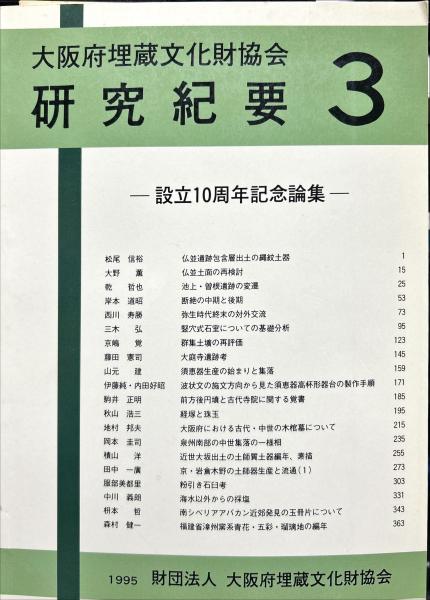 大阪府埋蔵文化財協会
研究紀要 3
― 設立10周年記念論集 ―
松尾 信裕 仏並遺跡包含層出土の縄紋土器 1
大野 薫 仏並土面の再検討 15
乾 哲也 池上・曽根遺跡の変遷 25
岸本 道昭 断絶の中期と後期 53
西川 寿勝 弥生時代終末の対外交流 73
三木 弘 竪穴式石室についての基礎分析 95
京嶋 覚 群集土壙の再評価 123
藤田 憲司 大庭寺遺跡考 145
山元 建 須恵器生産の始まりと集落 159
伊藤純・内田好昭 波状文の施文方向から見た須恵器高杯形器台の製作手順 171
駒井 正明 前方後円墳と古代寺院に関する覚書 185
秋山 浩三 経塚と珠玉 195
地村 邦夫 大阪府における古代・中世の木棺墓について 215
岡本 圭司 泉州南部の中世集落の一様相 235
積山 洋 近世大坂出土の土師質土器編年、素描 255
田中 一廣 京・岩倉木野の土師器生産と流通(1) 273
服部美都里 粉引き石臼考 303
中川 義朗 海水以外からの採塩 331
枡本 哲 南シベリアアバカン近郊発見の玉冊片について 343
森村 健一 福建省漳州窯系青花・五彩・瑠璃地の編年 363
1995 財団法人 大阪府埋蔵文化財協会